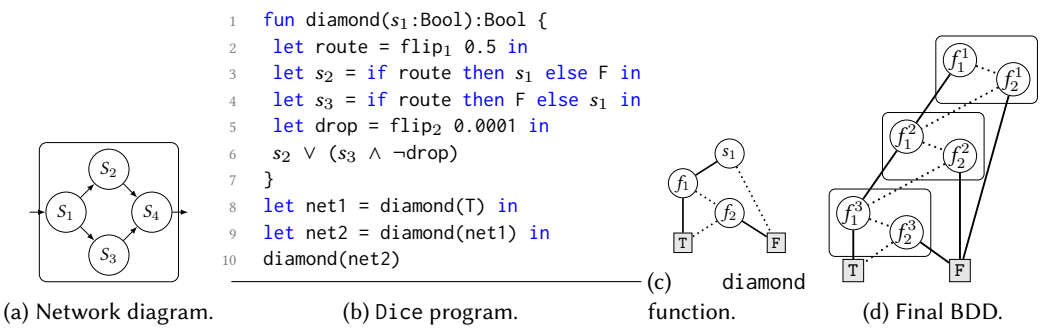 S₁
S₂
S₃
S₄
(a) Network diagram.
1 fun diamond(s₁:Bool):Bool {
2 let route = flip₁ 0.5 in
3 let s₂ = if route then s₁ else F in
4 let s₃ = if route then F else s₁ in
5 let drop = flip₂ 0.0001 in
6 s₂ ∨ (s₃ ∧ ¬drop)
7 }
8 let net1 = diamond(T) in
9 let net2 = diamond(net1) in
10 diamond(net2)
(b) Dice program.
s₁
f₁
f₂
T
F
(c) diamond
function.
f₁¹
f₂¹
f₁²
f₂²
f₁³
f₂³
T
F
(d) Final BDD.